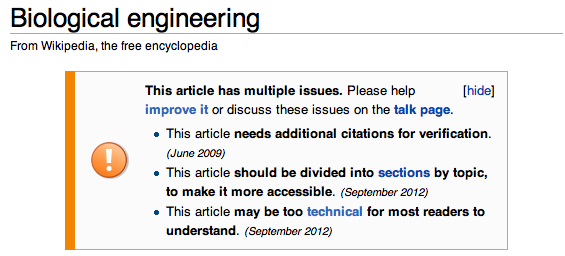 Biological engineering
From Wikipedia, the free encyclopedia
This article has multiple issues. Please help [hide]
improve it or discuss these issues on the talk page.
• This article needs additional citations for verification.
(June 2009)
• This article should be divided into sections by topic,
to make it more accessible. (September 2012)
• This article may be too technical for most readers to
understand. (September 2012)